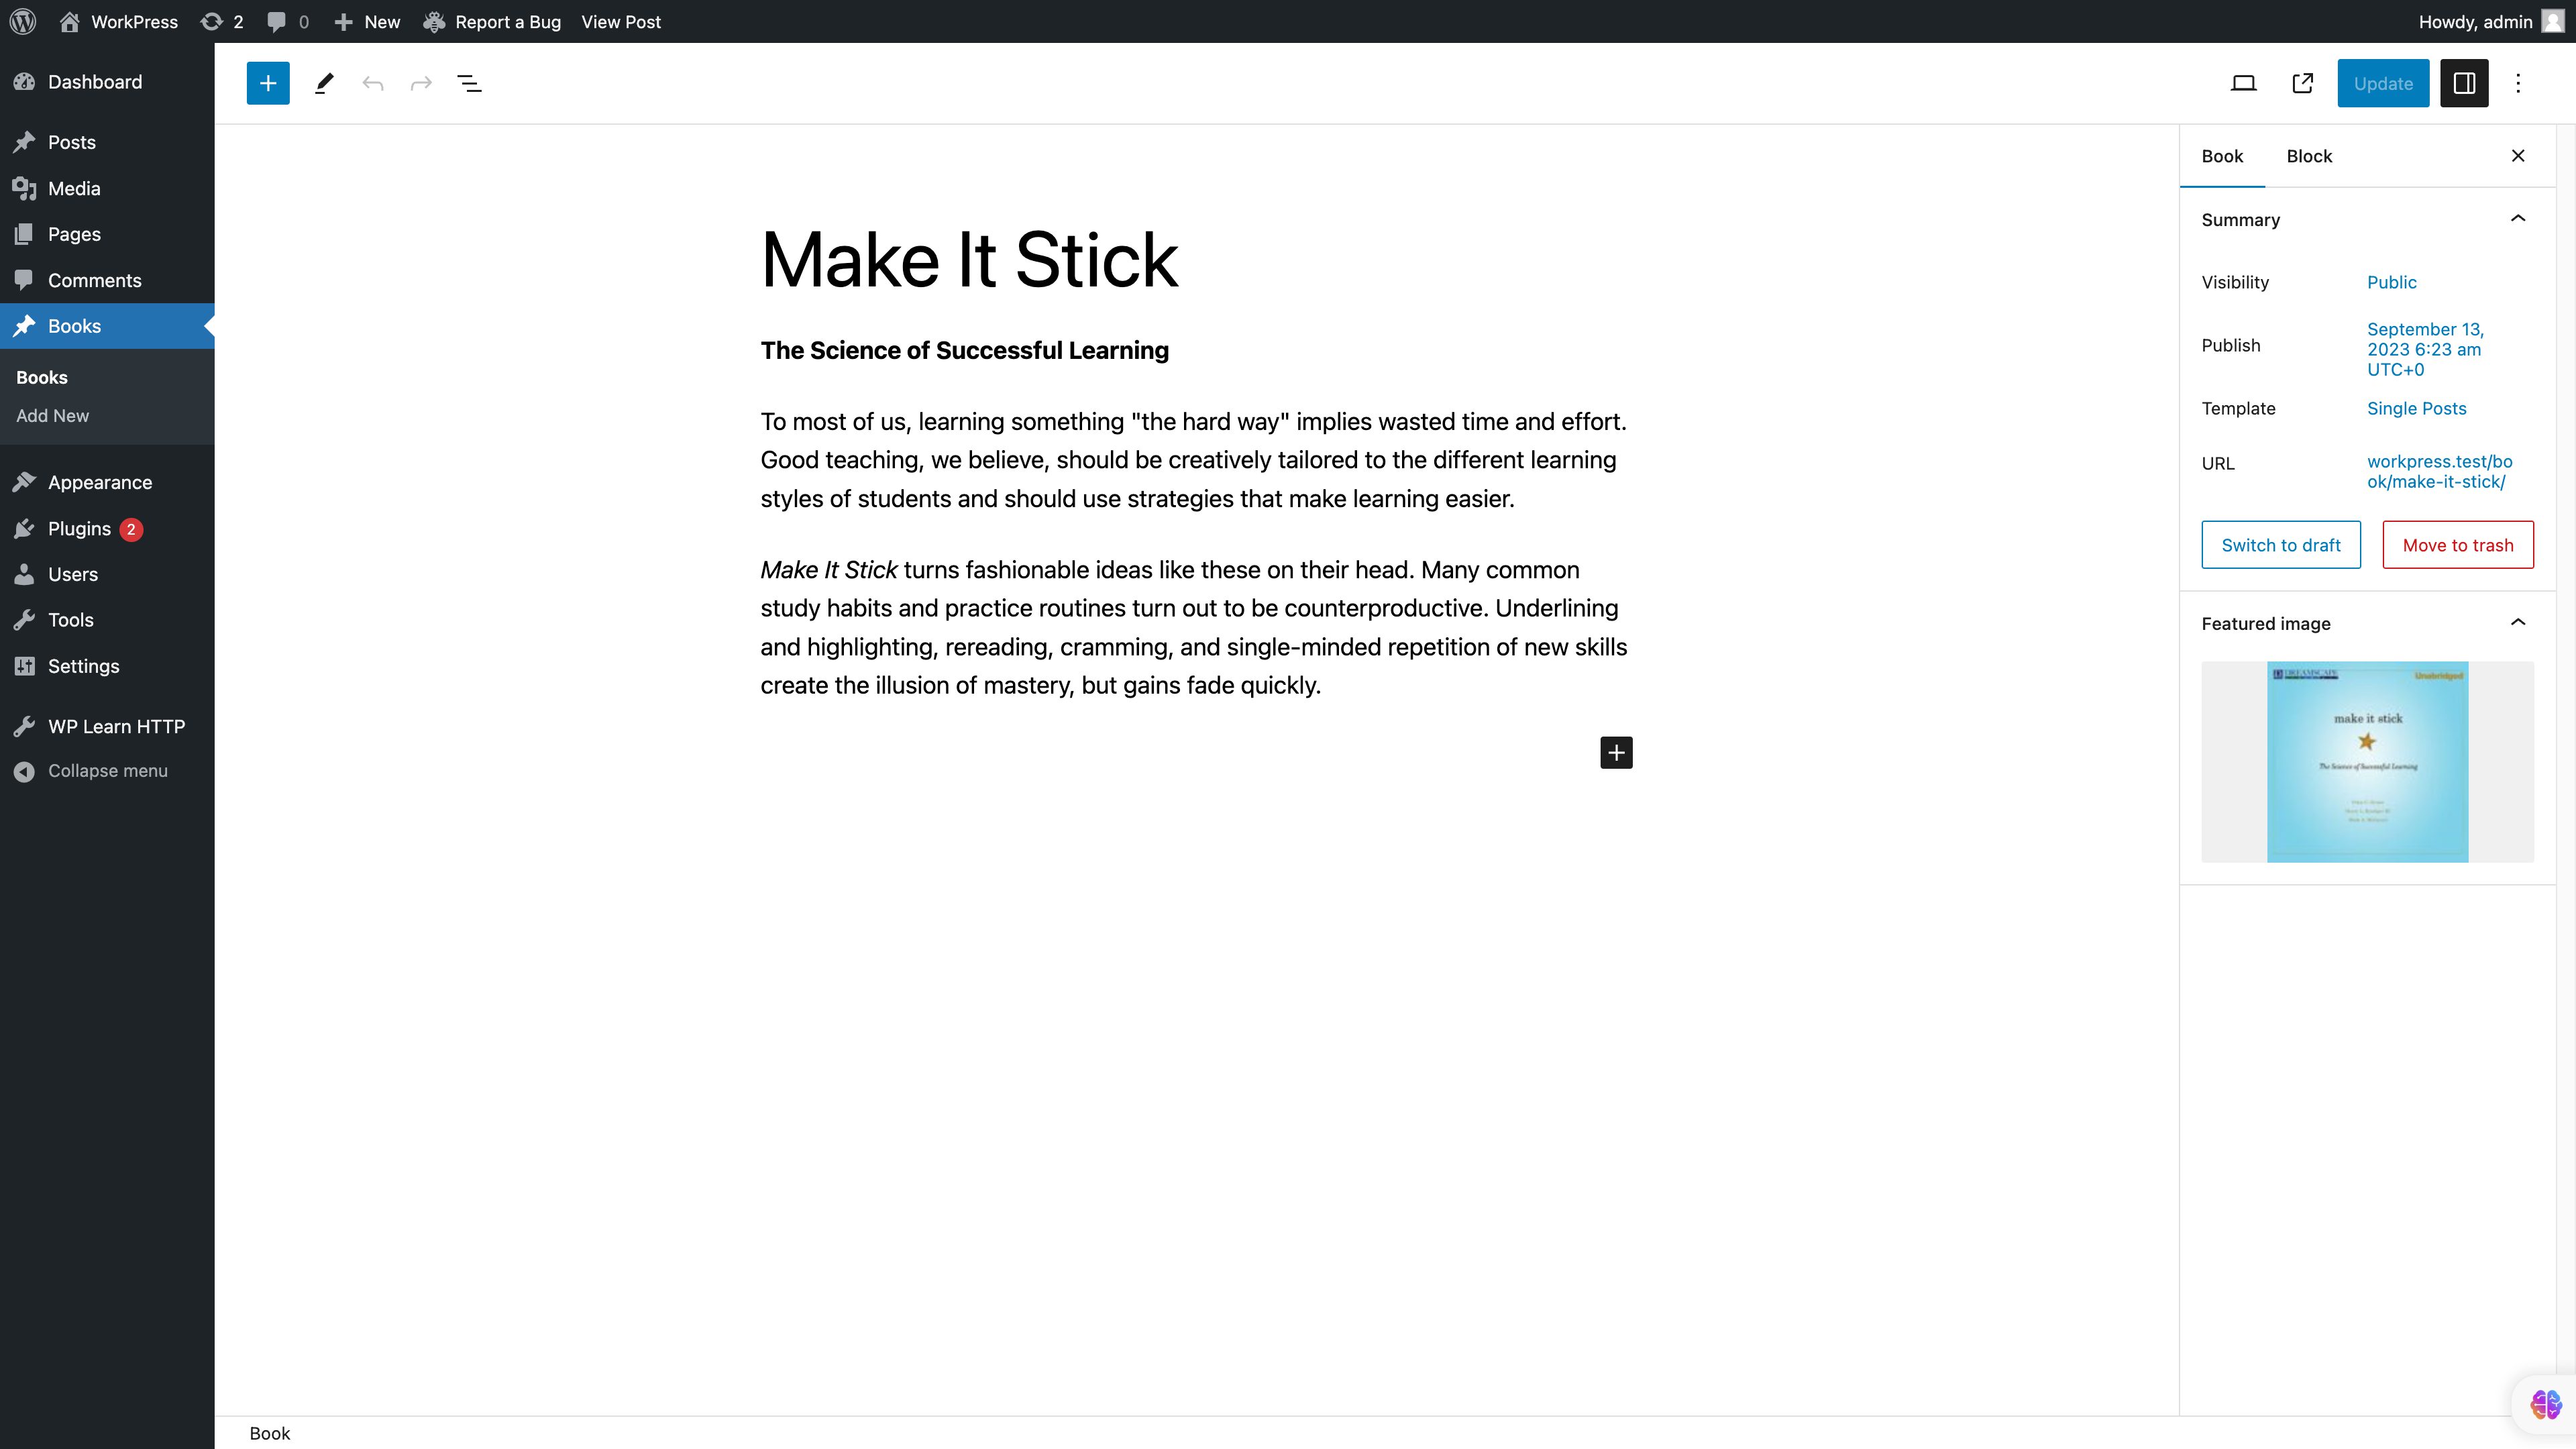 WorkPress 2 0 New Report a Bug View Post Howdy, admin
Dashboard
Posts
Media
Pages
Comments
Books
Books
Add New
Appearance
Plugins 2
Users
Tools
Settings
WP Learn HTTP
Collapse menu
Update
Make It Stick
The Science of Successful Learning
To most of us, learning something "the hard way" implies wasted time and effort.
Good teaching, we believe, should be creatively tailored to the different learning
styles of students and should use strategies that make learning easier.
Make It Stick turns fashionable ideas like these on their head. Many common
study habits and practice routines turn out to be counterproductive. Underlining
and highlighting, rereading, cramming, and single-minded repetition of new skills
create the illusion of mastery, but gains fade quickly.
Book Block
Summary
Visibility Public
Publish September 13,
2023 6:23 am
UTC+0
Template Single Posts
URL workpress.test/bo
ok/make-it-stick/
Switch to draft Move to trash
Featured image
DREAMSCAPE Unabridged
make it stick
The Science of Successful Learning
Book